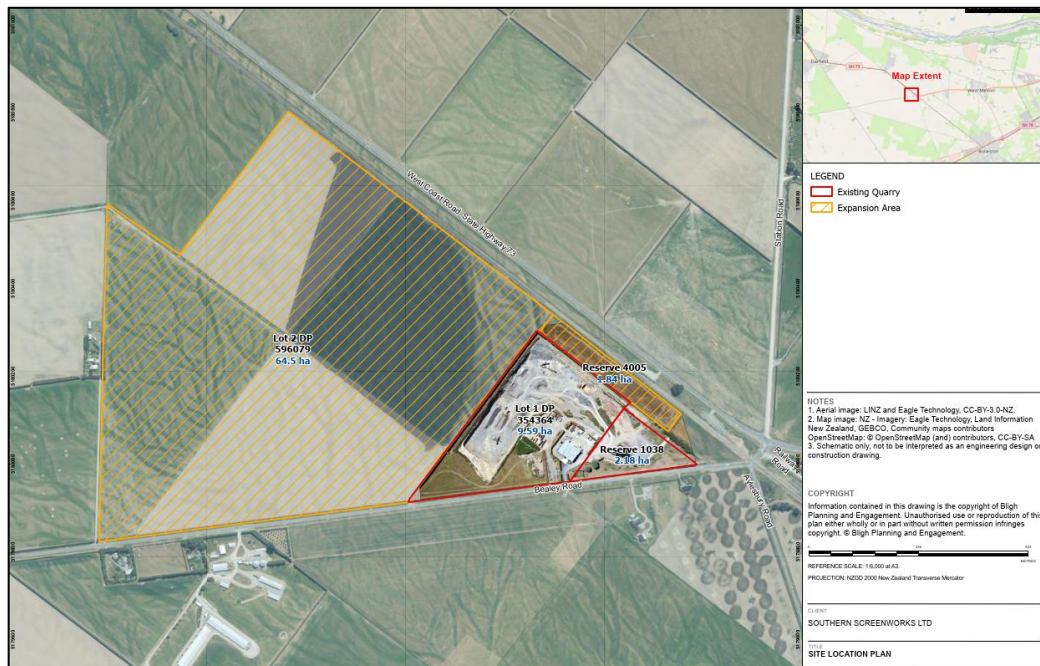 West Coast Road, State Highway 73
Station Road
Lot 2 DP
596079
64.5 ha
Reserve 4005
1.84 ha
Lot 1 DP
354364
9.59 ha
Reserve 1038
2.18 ha
Bealey Road
Railway
Road
Aylesbury Road
Map Extent
SH 73
West Melton
Rolleston
LEGEND
Existing Quarry
Expansion Area
NOTES
1. Aerial image: LINZ and Eagle Technology, CC-BY-3.0-NZ.
2. Map image: NZ - Imagery: Eagle Technology, Land Information
New Zealand, GEBCO, Community maps contributors
OpenStreetMap: © OpenStreetMap (and) contributors, CC-BY-SA
3. Schematic only, not to be interpreted as an engineering design or
construction drawing.
COPYRIGHT
Information contained in this drawing is the copyright of Bligh
Planning and Engagement. Unauthorised use or reproduction of this
plan either wholly or in part without written permission infringes
copyright. © Bligh Planning and Engagement.
REFERENCE SCALE: 1:6,000 at A3.
PROJECTION: NZGD 2000 New Zealand Transverse Mercator
CLIENT
SOUTHERN SCREENWORKS LTD
TITLE
SITE LOCATION PLAN